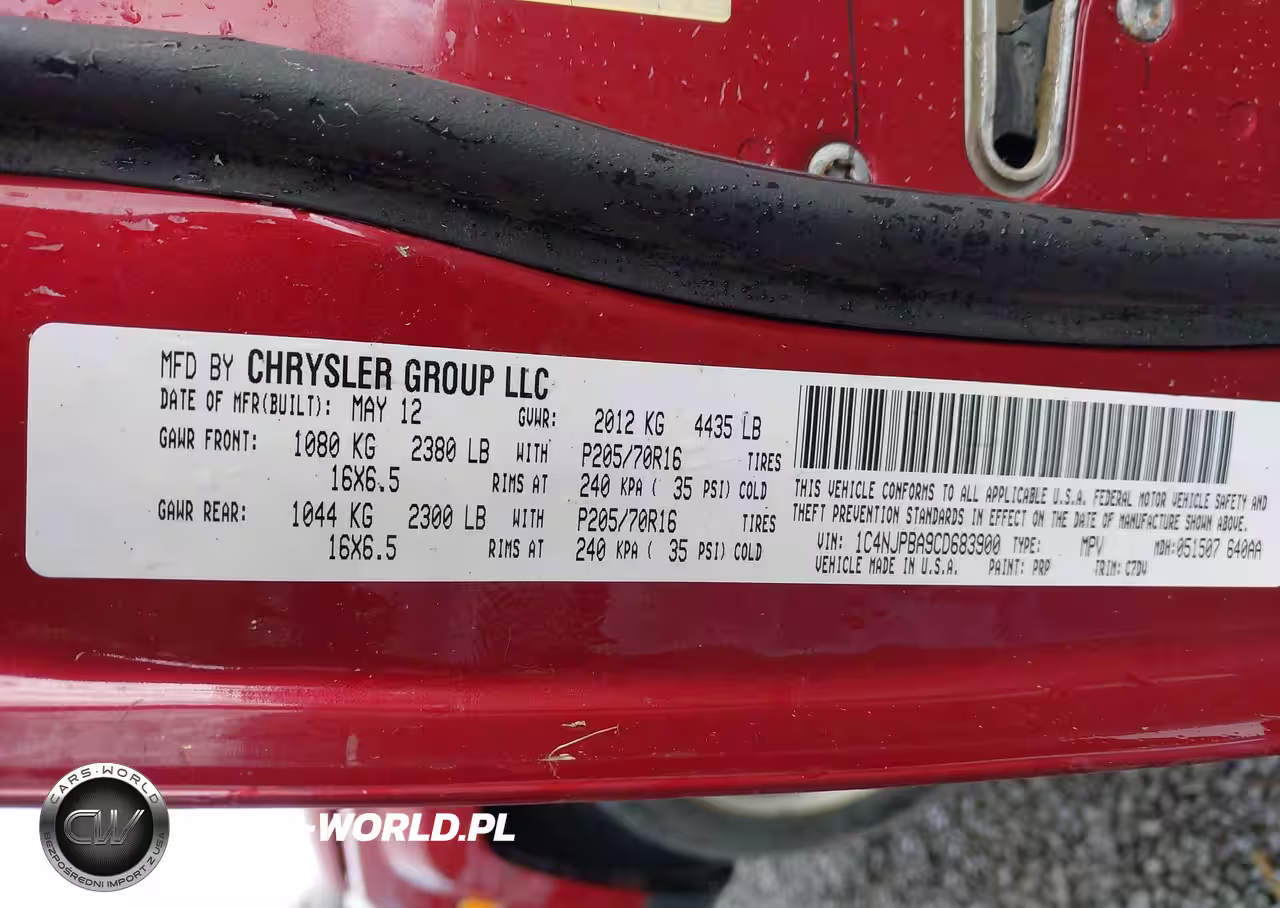 MFD BY CHRYSLER GROUP LLC
DATE OF MFR(BUILT): MAY 12 GVWR: 2012 KG 4435 LB
GAWR FRONT: 1080 KG 2380 LB WITH P205/70R16 TIRES
16X6.5 RIMS AT 240 KPA ( 35 PSI) COLD
GAWR REAR: 1044 KG 2300 LB WITH P205/70R16 TIRES
16X6.5 RIMS AT 240 KPA ( 35 PSI) COLD
THIS VEHICLE CONFORMS TO ALL APPLICABLE U.S.A. FEDERAL MOTOR VEHICLE SAFETY AND
THEFT PREVENTION STANDARDS IN EFFECT ON THE DATE OF MANUFACTURE SHOWN ABOVE.
VIN: 1C4NJPBA9CD683900 TYPE: MPV MDH:051507 640AA
VEHICLE MADE IN U.S.A. PAINT: PRP TRIM: C7DV
CARS-WORLD
CW
BEZPOŚREDNI IMPORT Z USA
-WORLD.PL